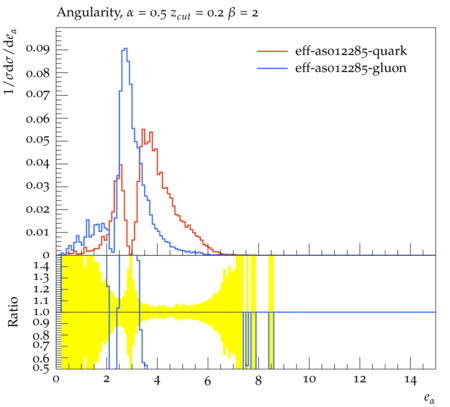 Angularity, α = 0.5 z_cut = 0.2 β = 2
1/σdσ/de_α
0.09
0.08
0.07
0.06
0.05
0.04
0.03
0.02
0.01
0
eff-as012285-quark
eff-as012285-gluon
Ratio
1.4
1.3
1.2
1.1
1.0
0.9
0.8
0.7
0.6
0.5
0 2 4 6 8 10 12 14
e_α